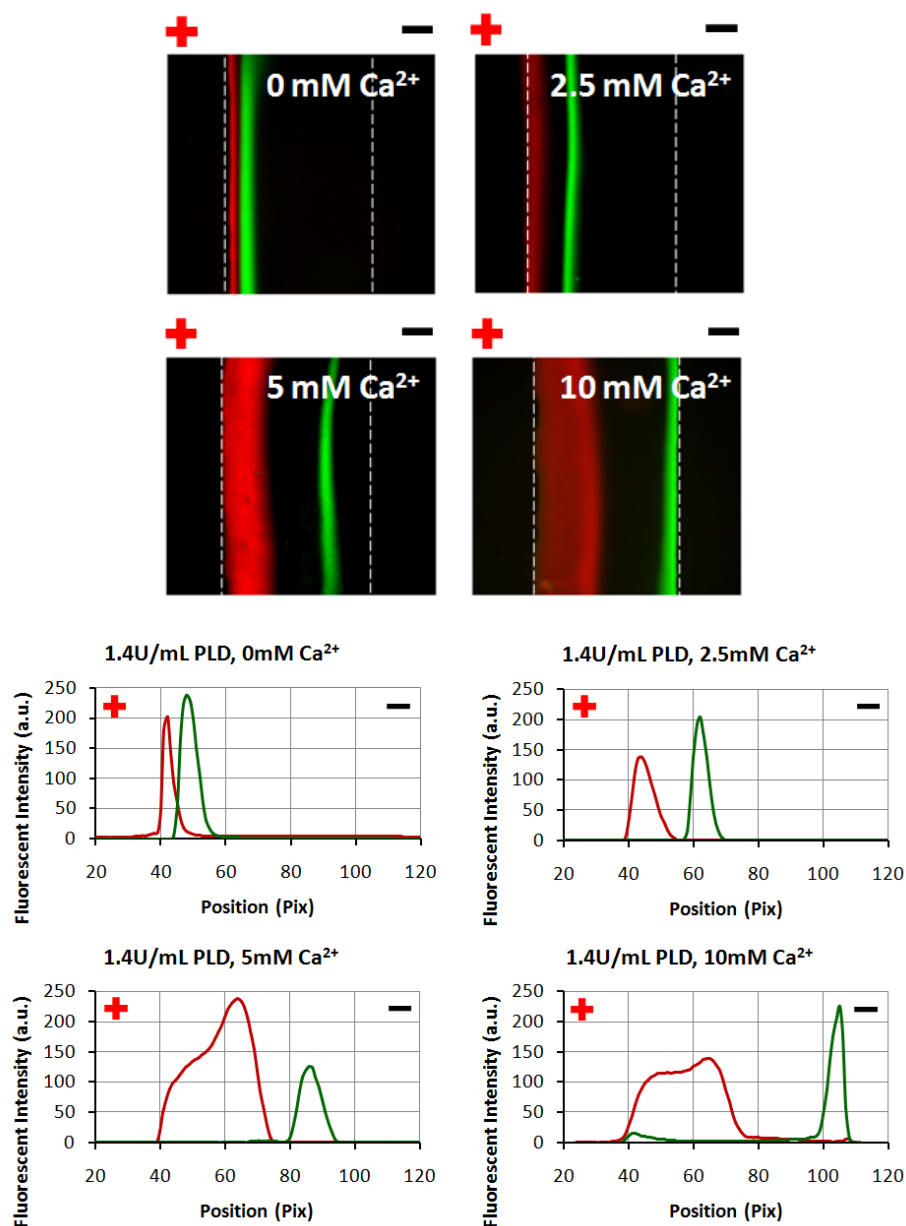 + − + −
0 mM Ca²⁺ 2.5 mM Ca²⁺
+ − + −
5 mM Ca²⁺ 10 mM Ca²⁺
1.4U/mL PLD, 0mM Ca²⁺
Fluorescent Intensity (a.u.)
250
200
150
100
50
0
+ −
20 40 60 80 100 120
Position (Pix)
1.4U/mL PLD, 2.5mM Ca²⁺
Fluorescent Intensity (a.u.)
250
200
150
100
50
0
+ −
20 40 60 80 100 120
Position (Pix)
1.4U/mL PLD, 5mM Ca²⁺
Fluorescent Intensity (a.u.)
250
200
150
100
50
0
+ −
20 40 60 80 100 120
Position (Pix)
1.4U/mL PLD, 10mM Ca²⁺
Fluorescent Intensity (a.u.)
250
200
150
100
50
0
+ −
20 40 60 80 100 120
Position (Pix)